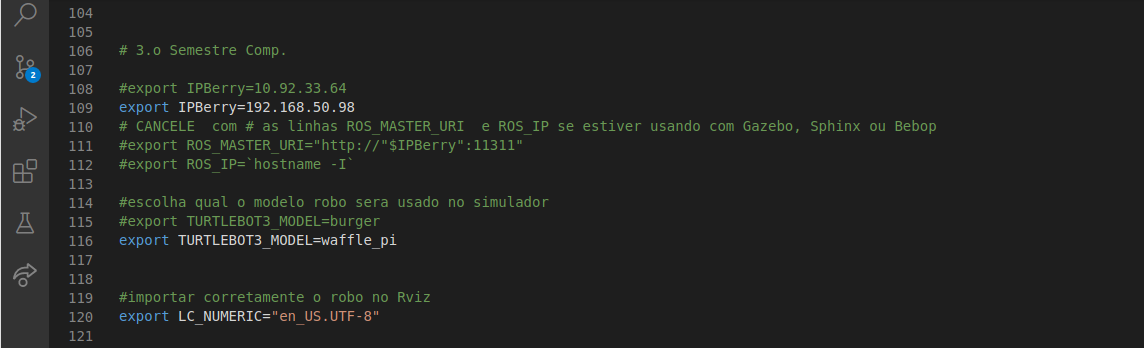 104
105
106 # 3.o Semestre Comp.
107
108 #export IPBerry=10.92.33.64
109 export IPBerry=192.168.50.98
110 # CANCELE  com # as linhas ROS_MASTER_URI  e ROS_IP se estiver usando com Gazebo, Sphinx ou Bebop
111 #export ROS_MASTER_URI="http://"$IPBerry":11311"
112 #export ROS_IP=`hostname -I`
113
114 #escolha qual o modelo robo sera usado no simulador
115 #export TURTLEBOT3_MODEL=burger
116 export TURTLEBOT3_MODEL=waffle_pi
117
118
119 #importar corretamente o robo no Rviz
120 export LC_NUMERIC="en_US.UTF-8"
121
2